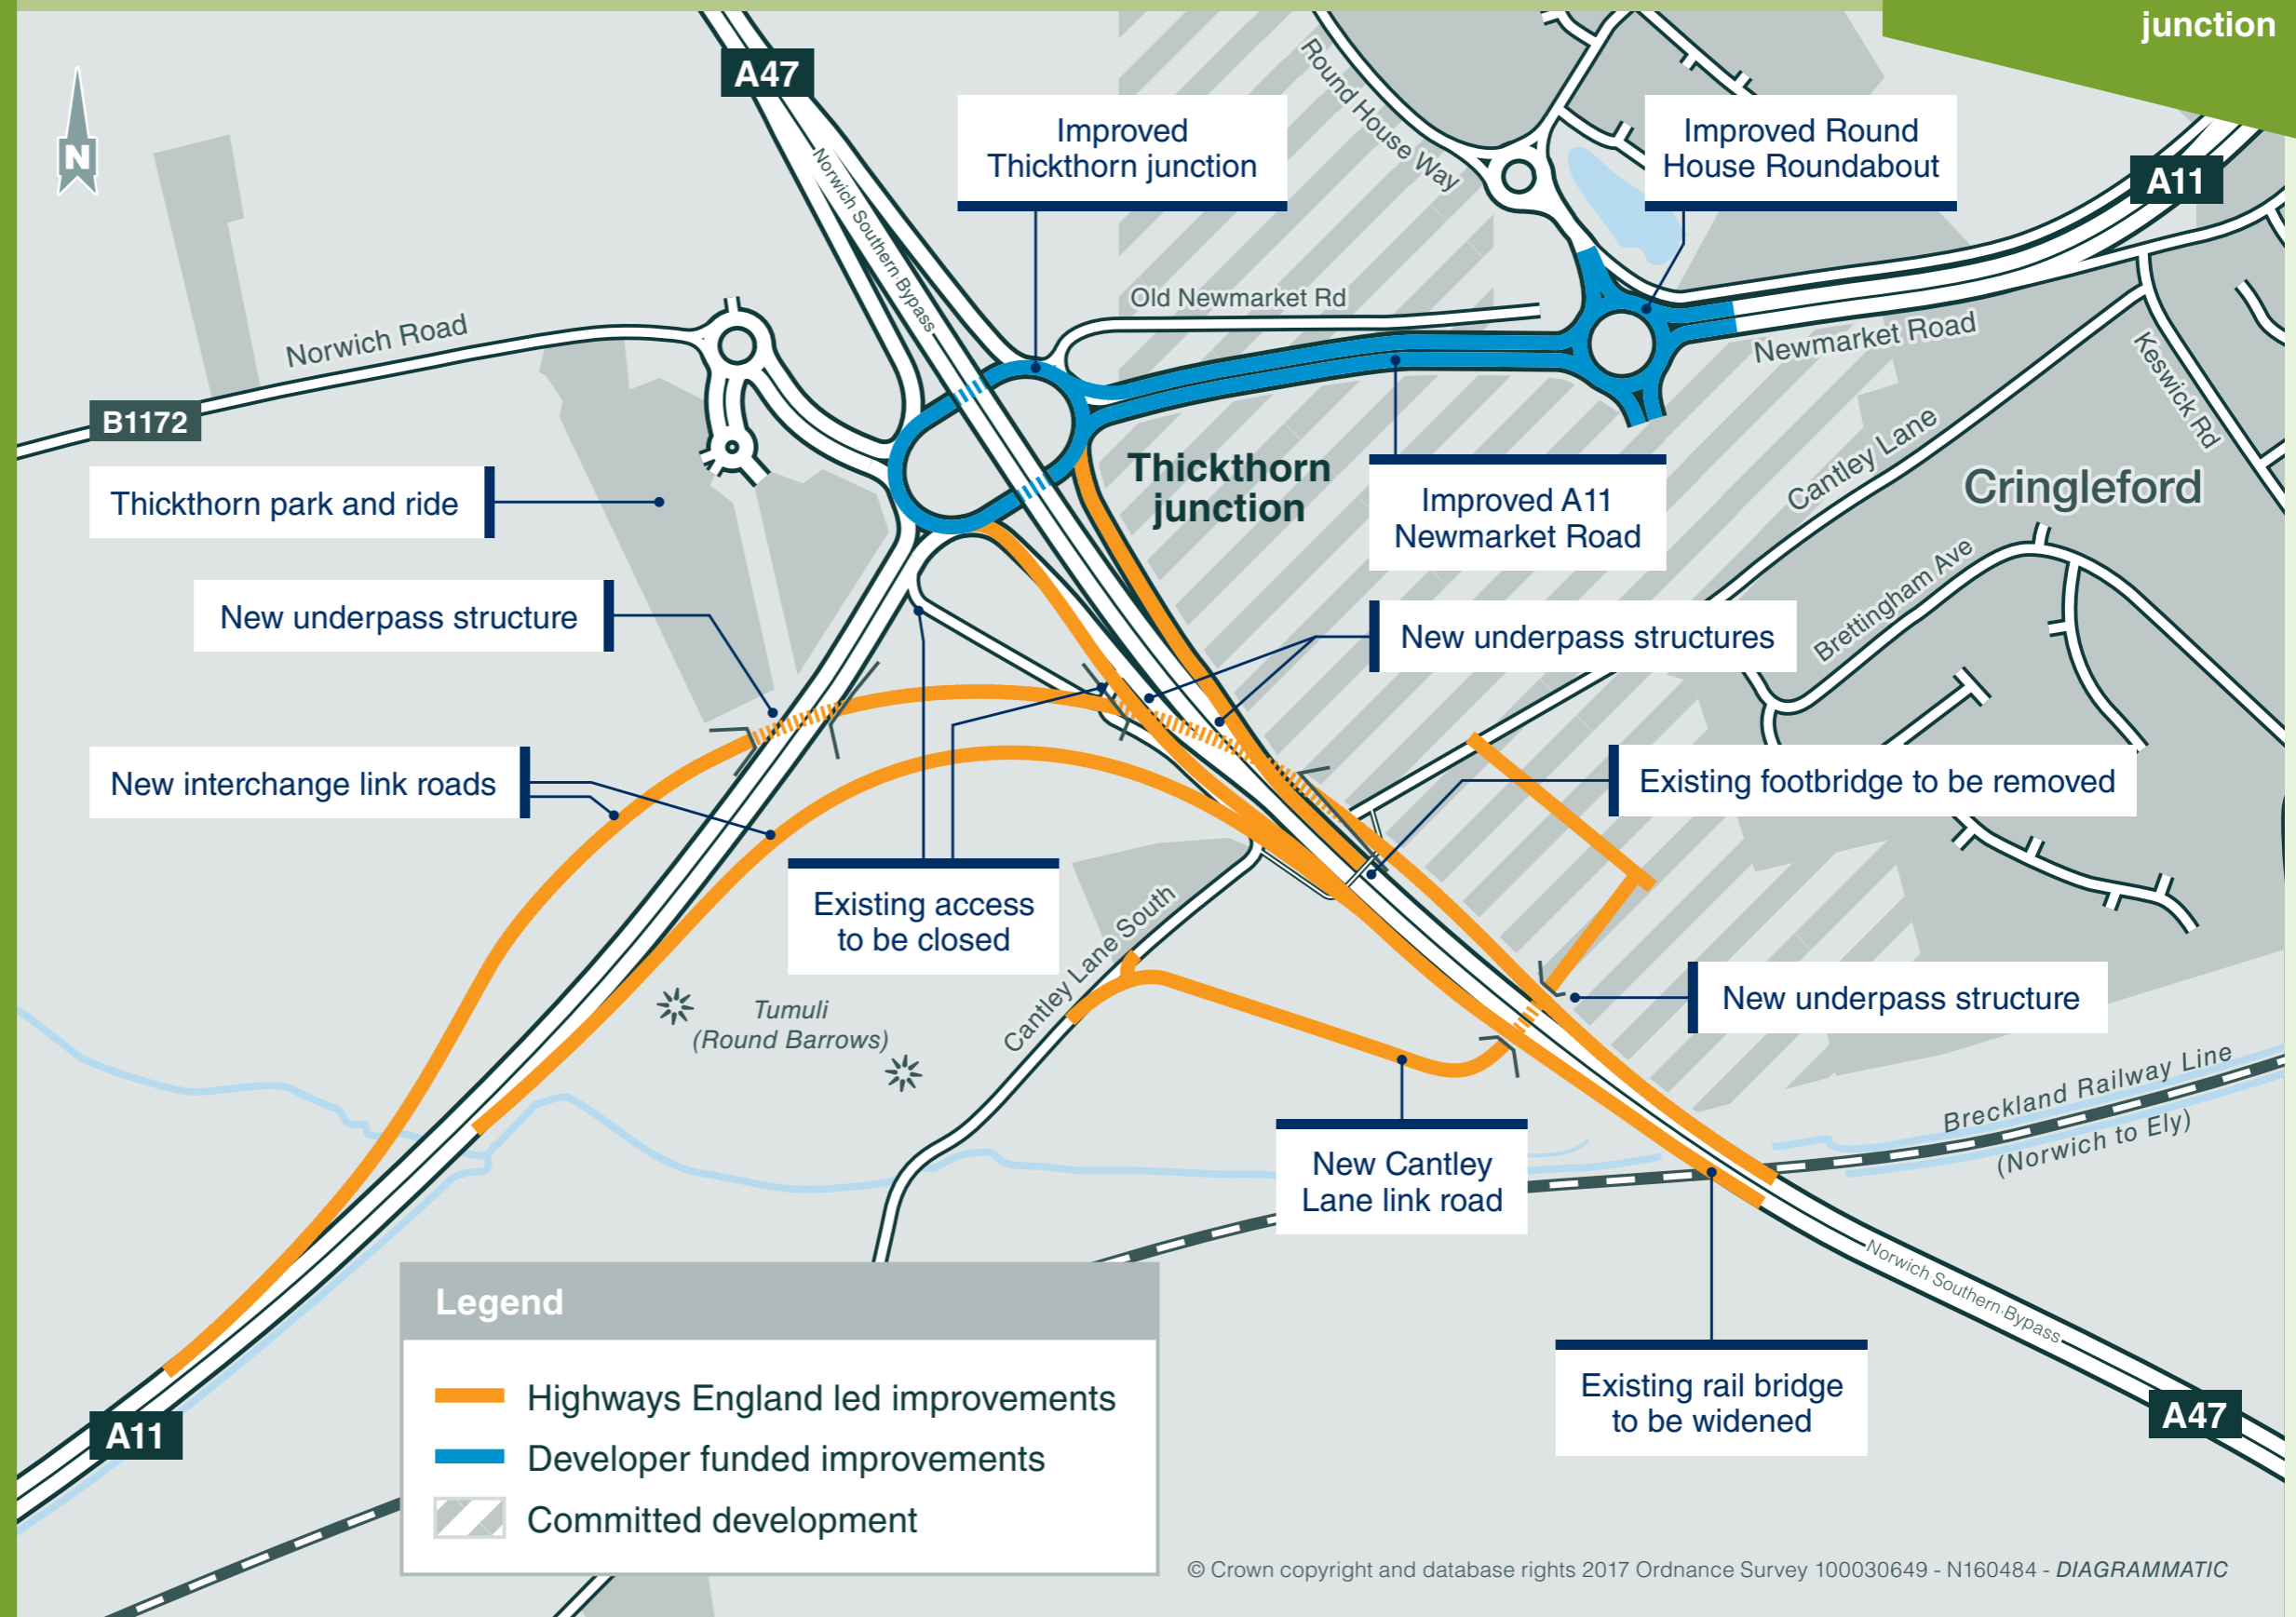 junction
A47
N
Norwich Southern Bypass
Improved
Thickthorn junction
Round House Way
Improved Round
House Roundabout
A11
Old Newmarket Rd
Norwich Road
Newmarket Road
Keswick Rd
B1172
Cantley Lane
Thickthorn
junction
Cringleford
Thickthorn park and ride
Improved A11
Newmarket Road
Brettingham Ave
New underpass structure
New underpass structures
New interchange link roads
Existing footbridge to be removed
Existing access
to be closed
Cantley Lane South
Tumuli
(Round Barrows)
New underpass structure
Breckland Railway Line
(Norwich to Ely)
New Cantley
Lane link road
Norwich Southern Bypass
Existing rail bridge
to be widened
A47
A11
Legend
Highways England led improvements
Developer funded improvements
Committed development
© Crown copyright and database rights 2017 Ordnance Survey 100030649 - N160484 - DIAGRAMMATIC